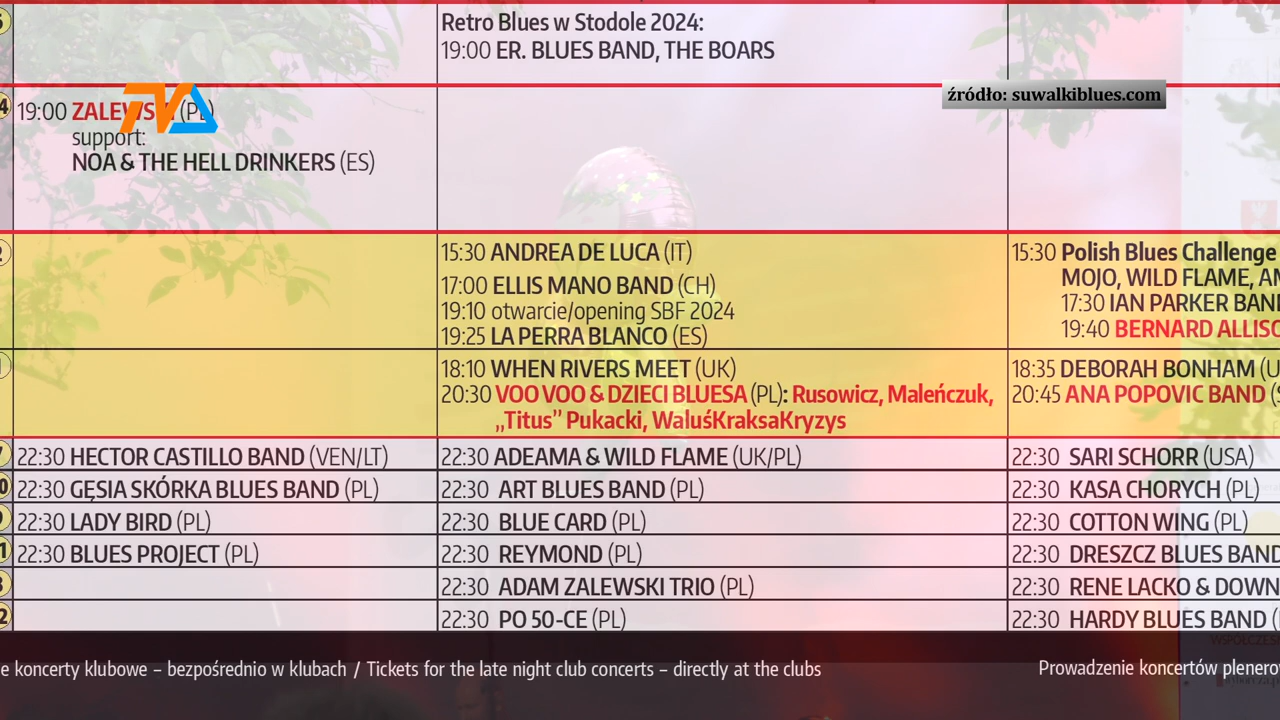 Retro Blues w Stodole 2024:
19:00 ER. BLUES BAND, THE BOARS
źródło: suwalkiblues.com
TVA
19:00 (PL)
support:
NOA & THE HELL DRINKERS (ES)
15:30 ANDREA DE LUCA (IT)
17:00 ELLIS MANO BAND (CH)
19:10 otwarcie/opening SBF 2024
19:25 LA PERRA BLANCO (ES)
15:30 Polish Blues Challenge
MOJO, WILD FLAME,
17:30 IAN PARKER BAND
19:40 BERNARD
18:10 WHEN RIVERS MEET (UK)
20:30 VOO VOO & DZIECI BLUESA (PL): Rusowicz, Maleńczuk,
„Titus” Pukacki, WaluśKraksaKryzys
18:35 DEBORAH BONHAM
20:45 ANA POPOVIC BAND
22:30 HECTOR CASTILLO BAND (VEN/LT)
22:30 ADEAMA & WILD FLAME (UK/PL)
22:30 SARI SCHORR (USA)
22:30 GĘSIA SKÓRKA BLUES BAND (PL)
22:30 ART BLUES BAND (PL)
22:30 KASA CHORYCH (PL)
22:30 LADY BIRD (PL)
22:30 BLUE CARD (PL)
22:30 COTTON WING (PL)
22:30 BLUES PROJECT (PL)
22:30 REYMOND (PL)
22:30 DRESZCZ BLUES BAND
22:30 ADAM ZALEWSKI TRIO (PL)
22:30 RENE LACKO & DOWN
22:30 PO 50-CE (PL)
22:30 HARDY BLUES BAND
e koncerty klubowe – bezpośrednio w klubach / Tickets for the late night club concerts – directly at the clubs
Prowadzenie koncertów